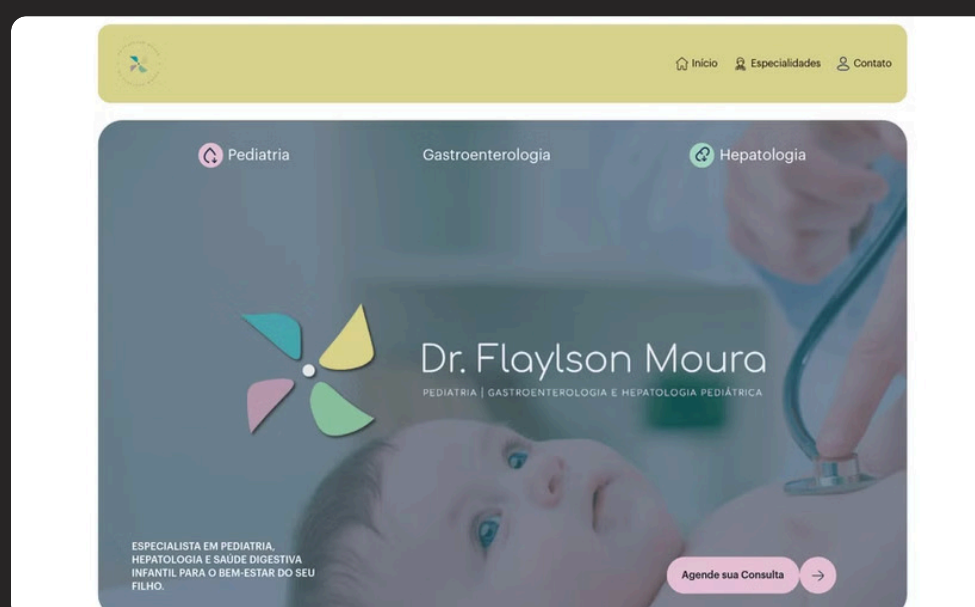 Início Especialidades Contato
Pediatria Gastroenterologia Hepatologia
Dr. Flaylson Moura
PEDIATRIA | GASTROENTEROLOGIA E HEPATOLOGIA PEDIÁTRICA
ESPECIALISTA EM PEDIATRIA,
HEPATOLOGIA E SAÚDE DIGESTIVA
INFANTIL PARA O BEM-ESTAR DO SEU
FILHO.
Agende sua Consulta